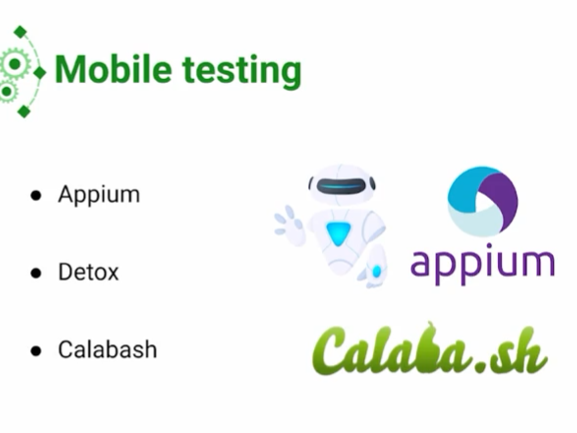 Mobile testing
Appium
Detox
Calabash
appium
Calaba.sh